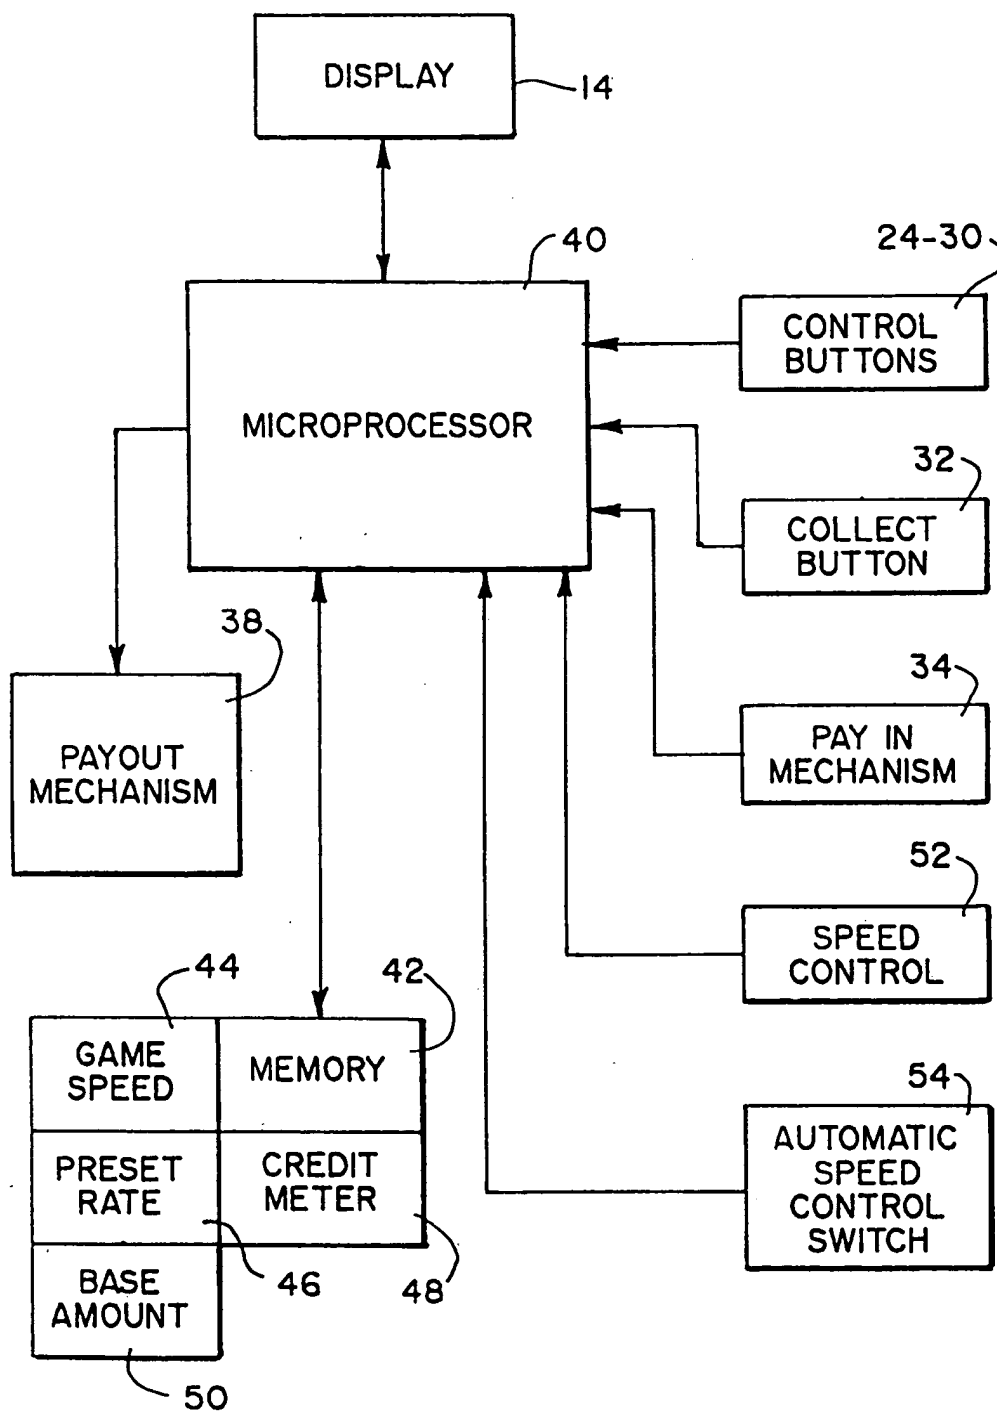 DISPLAY
14
40
24-30
CONTROL
BUTTONS
MICROPROCESSOR
32
COLLECT
BUTTON
38
34
PAYOUT
MECHANISM
PAY IN
MECHANISM
52
SPEED
CONTROL
44
42
GAME
SPEED
MEMORY
54
AUTOMATIC
SPEED
CONTROL
SWITCH
PRESET
RATE
CREDIT
METER
46
48
BASE
AMOUNT
50